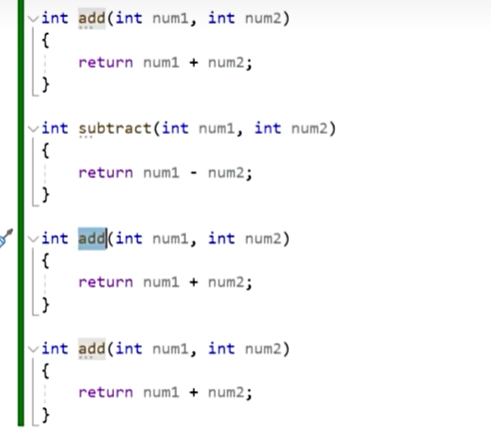 int add(int num1, int num2)
{
return num1 + num2;
}
int subtract(int num1, int num2)
{
return num1 - num2;
}
int add(int num1, int num2)
{
return num1 + num2;
}
int add(int num1, int num2)
{
return num1 + num2;
}